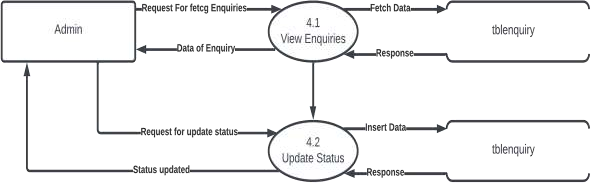 Request For fetcg Enquiries
4.1
Fetch Data
Admin
View Enquiries
tblenquiry
Data of Enquiry
Response
Request for update status
4.2
Insert Data
Update Status
tblenquiry
Status updated
Response